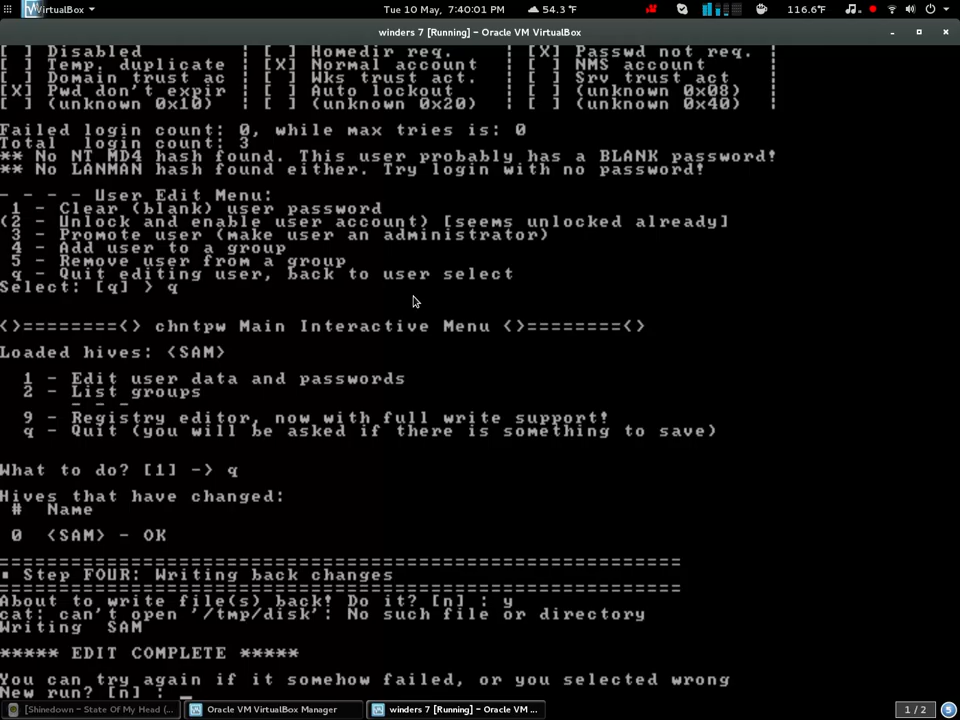 VirtualBox
Tue 10 May, 7:40:01 PM
54.3 °F
116.6°F
winders 7 [Running] - Oracle VM VirtualBox
[ ] Disabled | [ ] Homedir req. | [X] Passwd not req. |
[ ] Temp. duplicate | [X] Normal account | [ ] NMS account |
[ ] Domain trust ac | [ ] Wks trust act. | [ ] Srv trust act |
[X] Pwd don't expir | [ ] Auto lockout | [ ] (unknown 0x08) |
[ ] (unknown 0x10) | [ ] (unknown 0x20) | [ ] (unknown 0x40) |
Failed login count: 0, while max tries is: 0
Total login count: 3
** No NT MD4 hash found. This user probably has a BLANK password!
** No LANMAN hash found either. Try login with no password!
- - - - User Edit Menu:
1 - Clear (blank) user password
(2 - Unlock and enable user account) [seems unlocked already]
3 - Promote user (make user an administrator)
4 - Add user to a group
5 - Remove user from a group
q - Quit editing user, back to user select
Select: [q] > q
<>========<> chntpw Main Interactive Menu <>========<>
Loaded hives: <SAM>
1 - Edit user data and passwords
2 - List groups
- - -
9 - Registry editor, now with full write support!
q - Quit (you will be asked if there is something to save)
What to do? [1] -> q
Hives that have changed:
# Name
0 <SAM> - OK
=========================================================
▪ Step FOUR: Writing back changes
=========================================================
About to write file(s) back! Do it? [n] : y
cat: can't open '/tmp/disk': No such file or directory
Writing SAM
***** EDIT COMPLETE *****
You can try again if it somehow failed, or you selected wrong
New run? [n] : _
[Shinedown - State Of My Head (...
Oracle VM VirtualBox Manager
winders 7 [Running] - Oracle VM ...
1 / 2
5